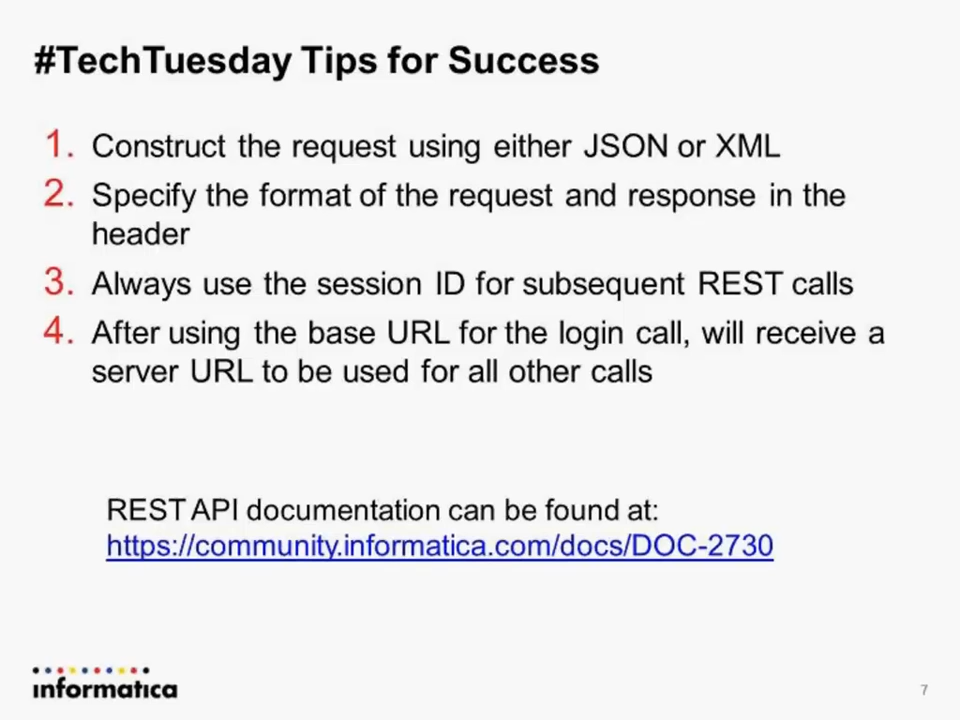 #TechTuesday Tips for Success
1. Construct the request using either JSON or XML
2. Specify the format of the request and response in the
header
3. Always use the session ID for subsequent REST calls
4. After using the base URL for the login call, will receive a
server URL to be used for all other calls
REST API documentation can be found at:
https://community.informatica.com/docs/DOC-2730
informatica
7